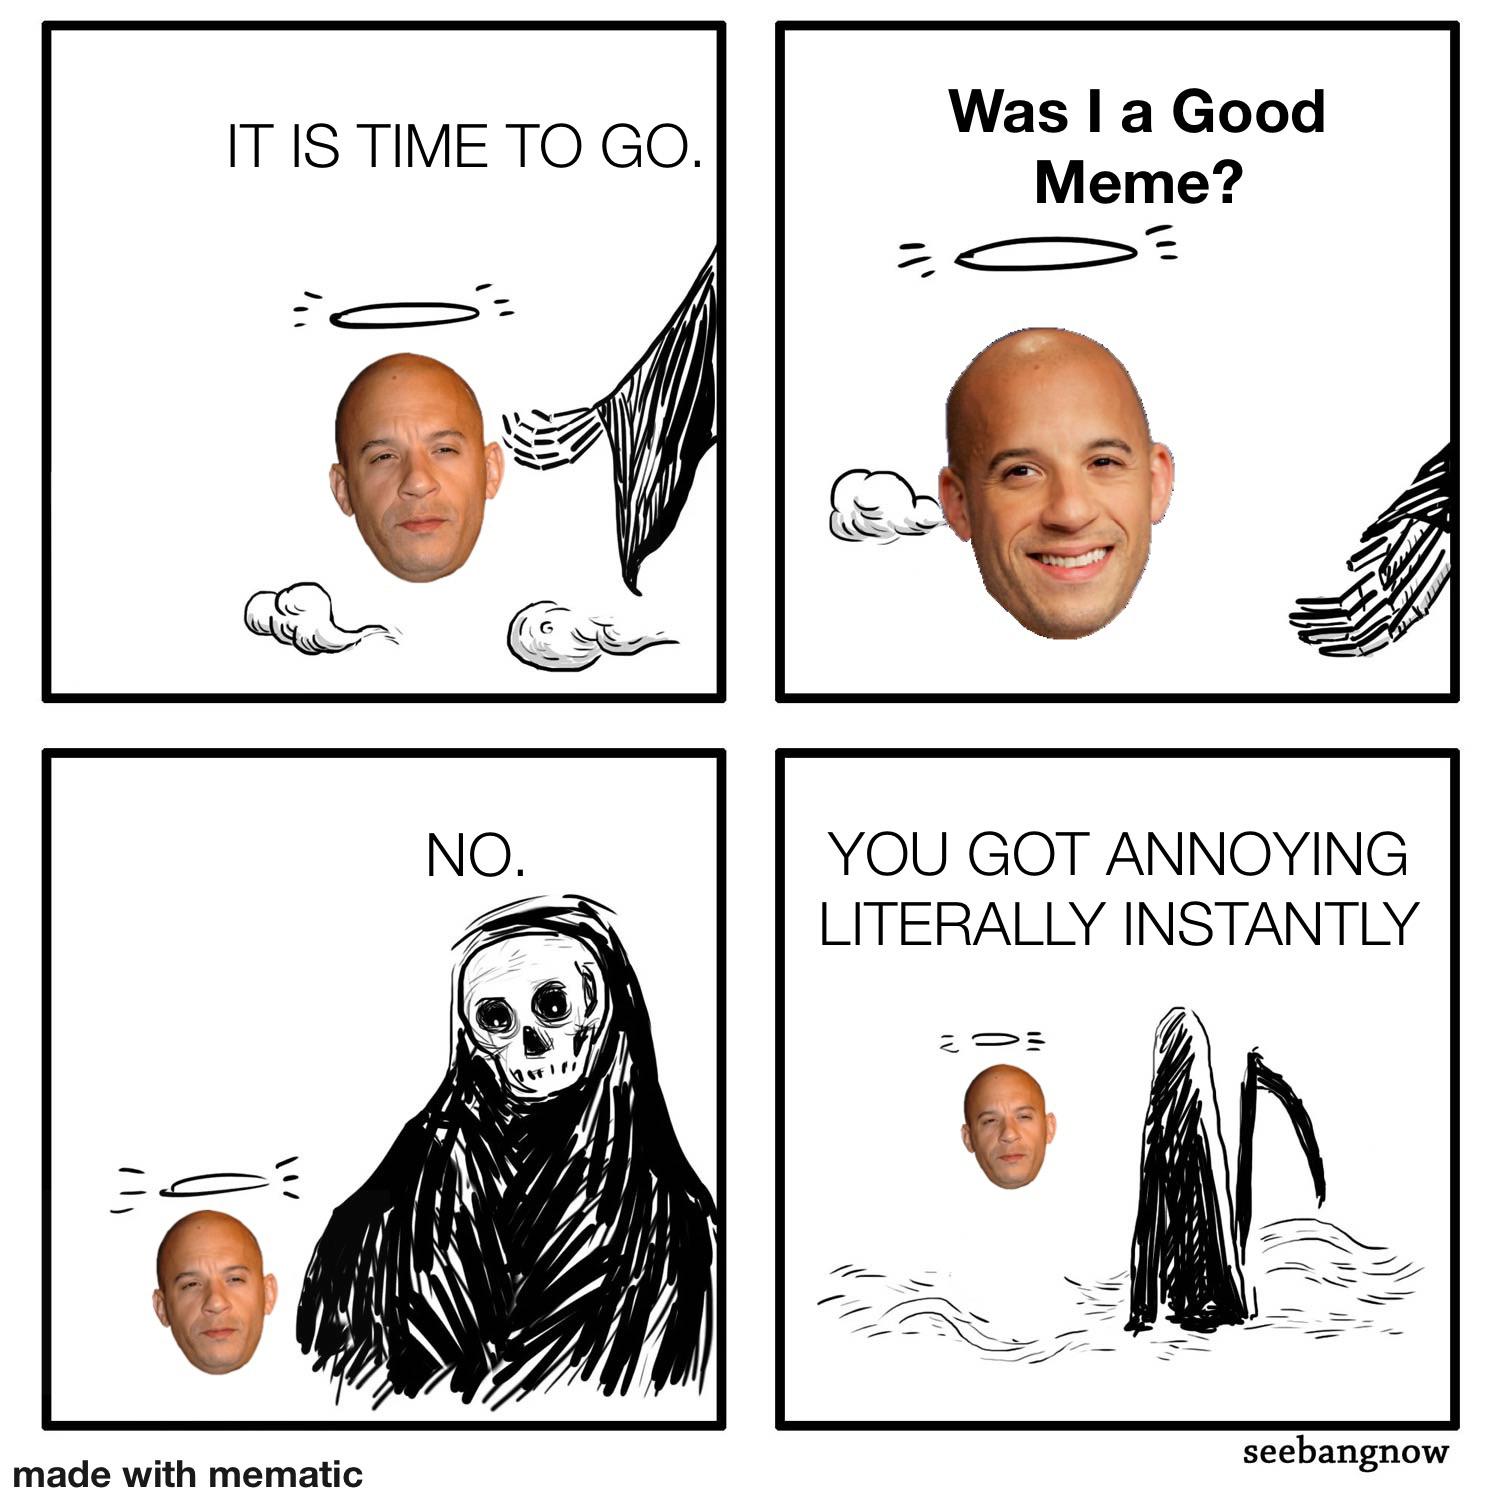 IT IS TIME TO GO.
Was I a Good
Meme?
NO.
YOU GOT ANNOYING
LITERALLY INSTANTLY
seebangnow
made with mematic